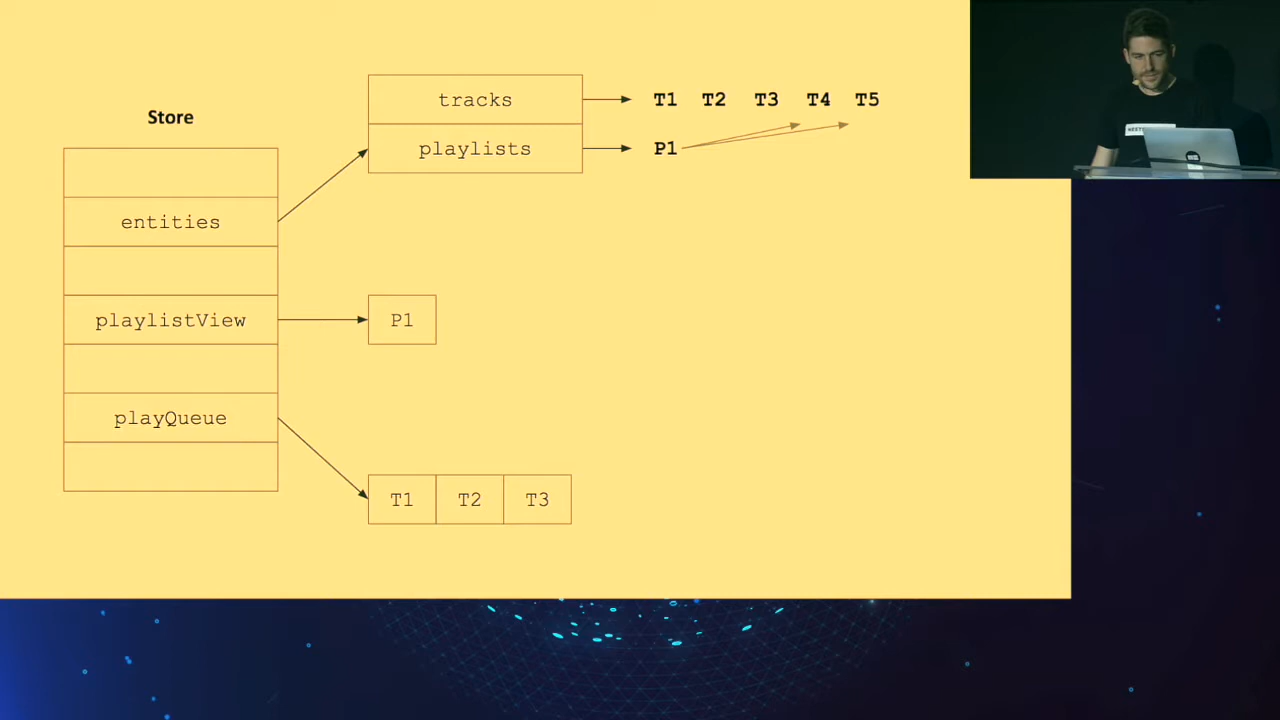 Store
entities
playlistView
playQueue
tracks
playlists
T1 T2 T3 T4 T5
P1
P1
T1 T2 T3